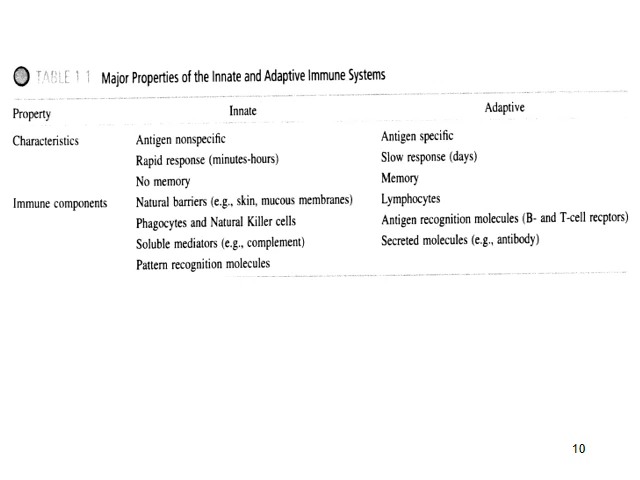 TABLE 1 1 Major Properties of the Innate and Adaptive Immune Systems
Property Innate Adaptive
Characteristics Antigen nonspecific Antigen specific
Rapid response (minutes-hours) Slow response (days)
No memory Memory
Immune components Natural barriers (e.g., skin, mucous membranes) Lymphocytes
Phagocytes and Natural Killer cells Antigen recognition molecules (B- and T-cell recptors)
Soluble mediators (e.g., complement) Secreted molecules (e.g., antibody)
Pattern recognition molecules
10